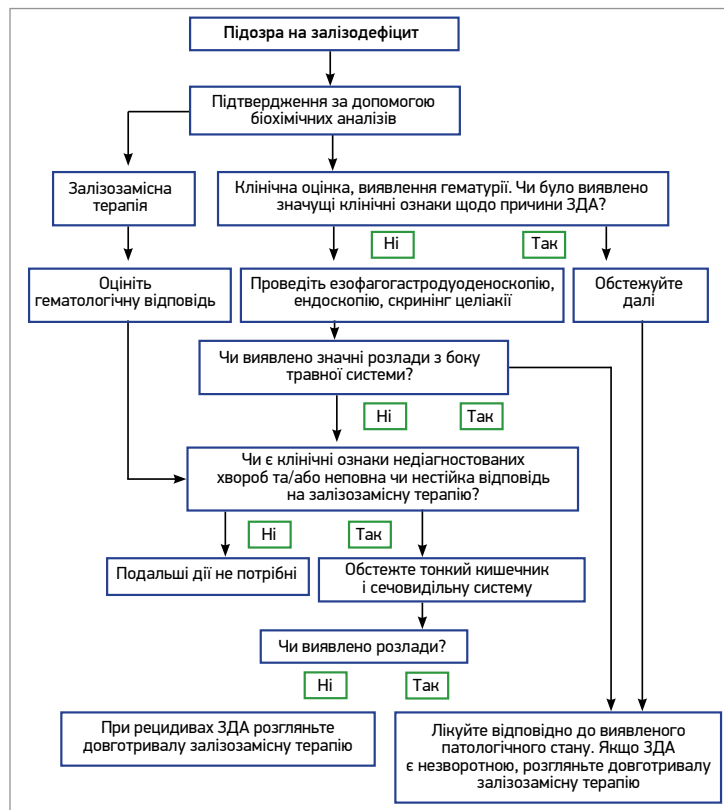 Підозра на залізодефіцит
Підтвердження за допомогою
біохімічних аналізів
Залізозамісна
терапія
Клінічна оцінка, виявлення гематурії. Чи було виявлено
значущі клінічні ознаки щодо причини ЗДА?
Ні
Так
Оцініть
гематологічну відповідь
Проведіть езофагогастродуоденоскопію,
ендоскопію, скринінг целіакії
Обстежуйте
далі
Чи виявлено значні розлади з боку
травної системи?
Ні
Так
Чи є клінічні ознаки недіагностованих
хвороб та/або неповна чи нестійка відповідь
на залізозамісну терапію?
Ні
Так
Подальші дії не потрібні
Обстежте тонкий кишечник
і сечовидільну систему
Чи виявлено розлади?
Ні
Так
При рецидивах ЗДА розгляньте
довготривалу залізозамісну терапію
Лікуйте відповідно до виявленого
патологічного стану. Якщо ЗДА
є незворотною, розгляньте довготривалу
залізозамісну терапію